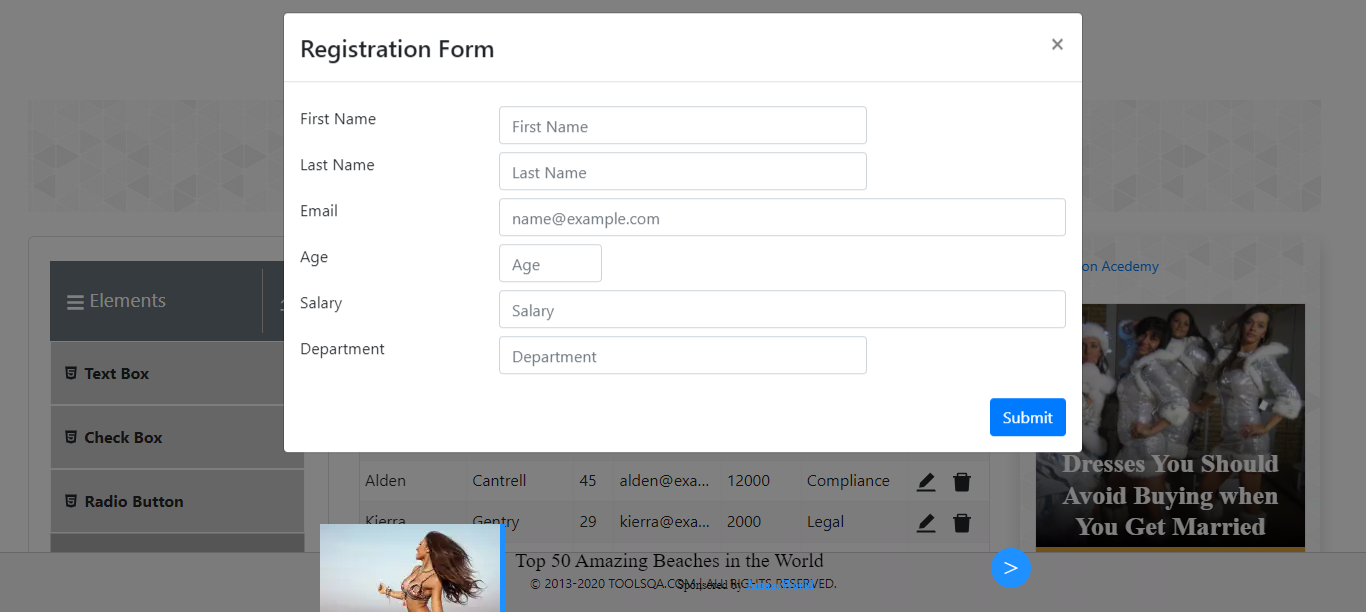 Registration Form
×
First Name
First Name
Last Name
Last Name
Email
name@example.com
Age
Age
Salary
Salary
Department
Department
Submit
Elements
Text Box
Check Box
Radio Button
on Acedemy
Alden Cantrell 45 alden@exa... 12000 Compliance
Kierra Gentry 29 kierra@exa... 2000 Legal
Dresses You Should
Avoid Buying when
You Get Married
Top 50 Amazing Beaches in the World
>
© 2013-2020 TOOLSQA.COM | ALL RIGHTS RESERVED.
Sponsored by